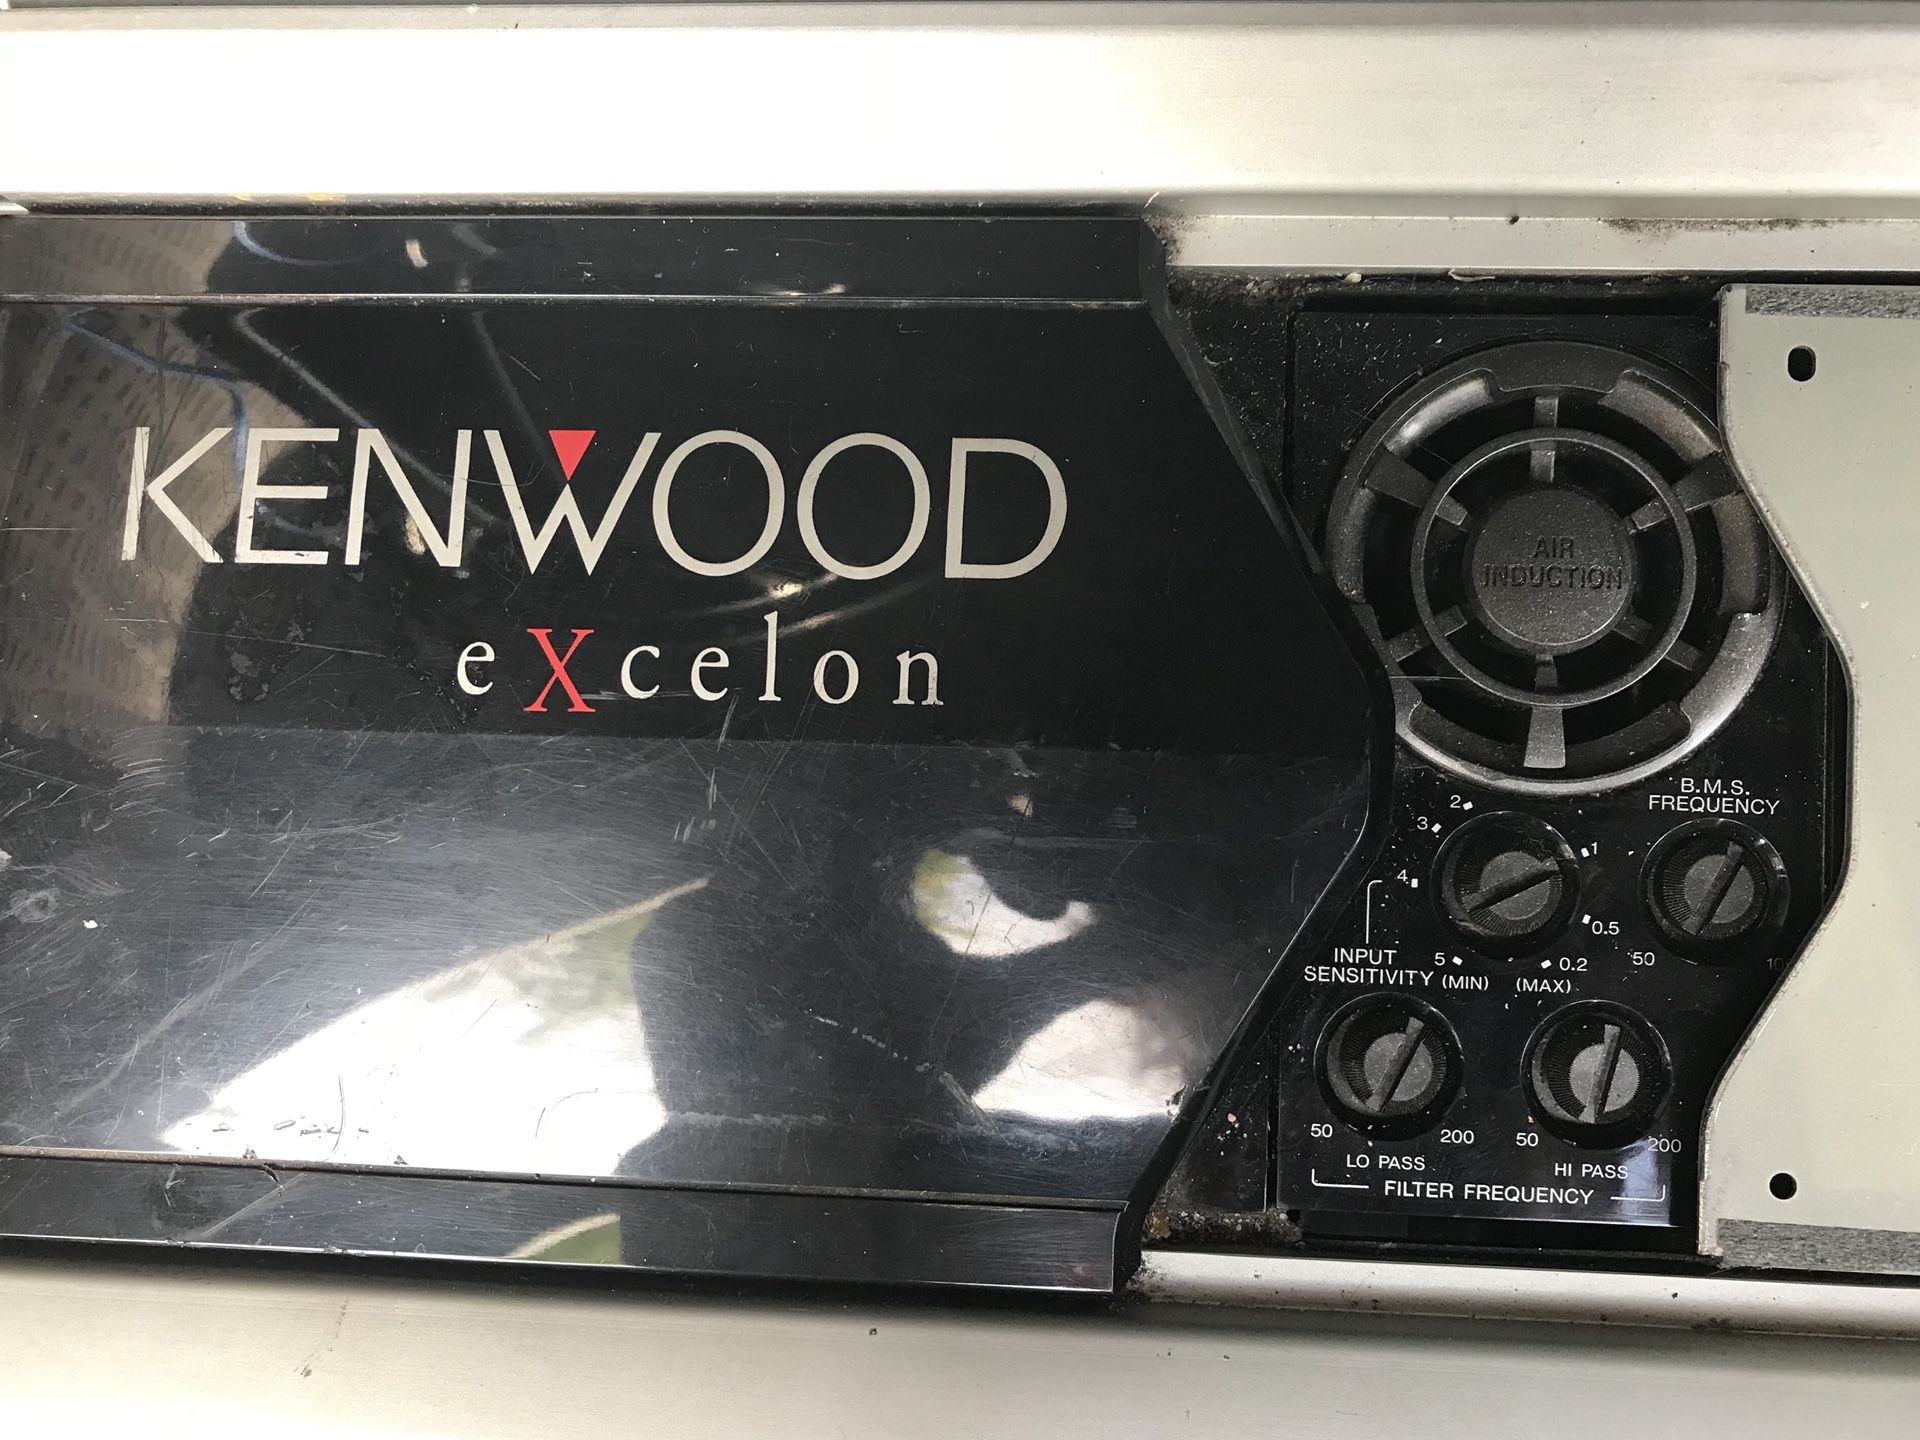 KENWOOD
eXcelon
AIR
INDUCTION
B.M.S.
FREQUENCY
2
3
1
4
0.5
INPUT
SENSITIVITY
5
(MIN)
0.2
(MAX)
50
50
200
LO PASS
50
200
HI PASS
FILTER FREQUENCY